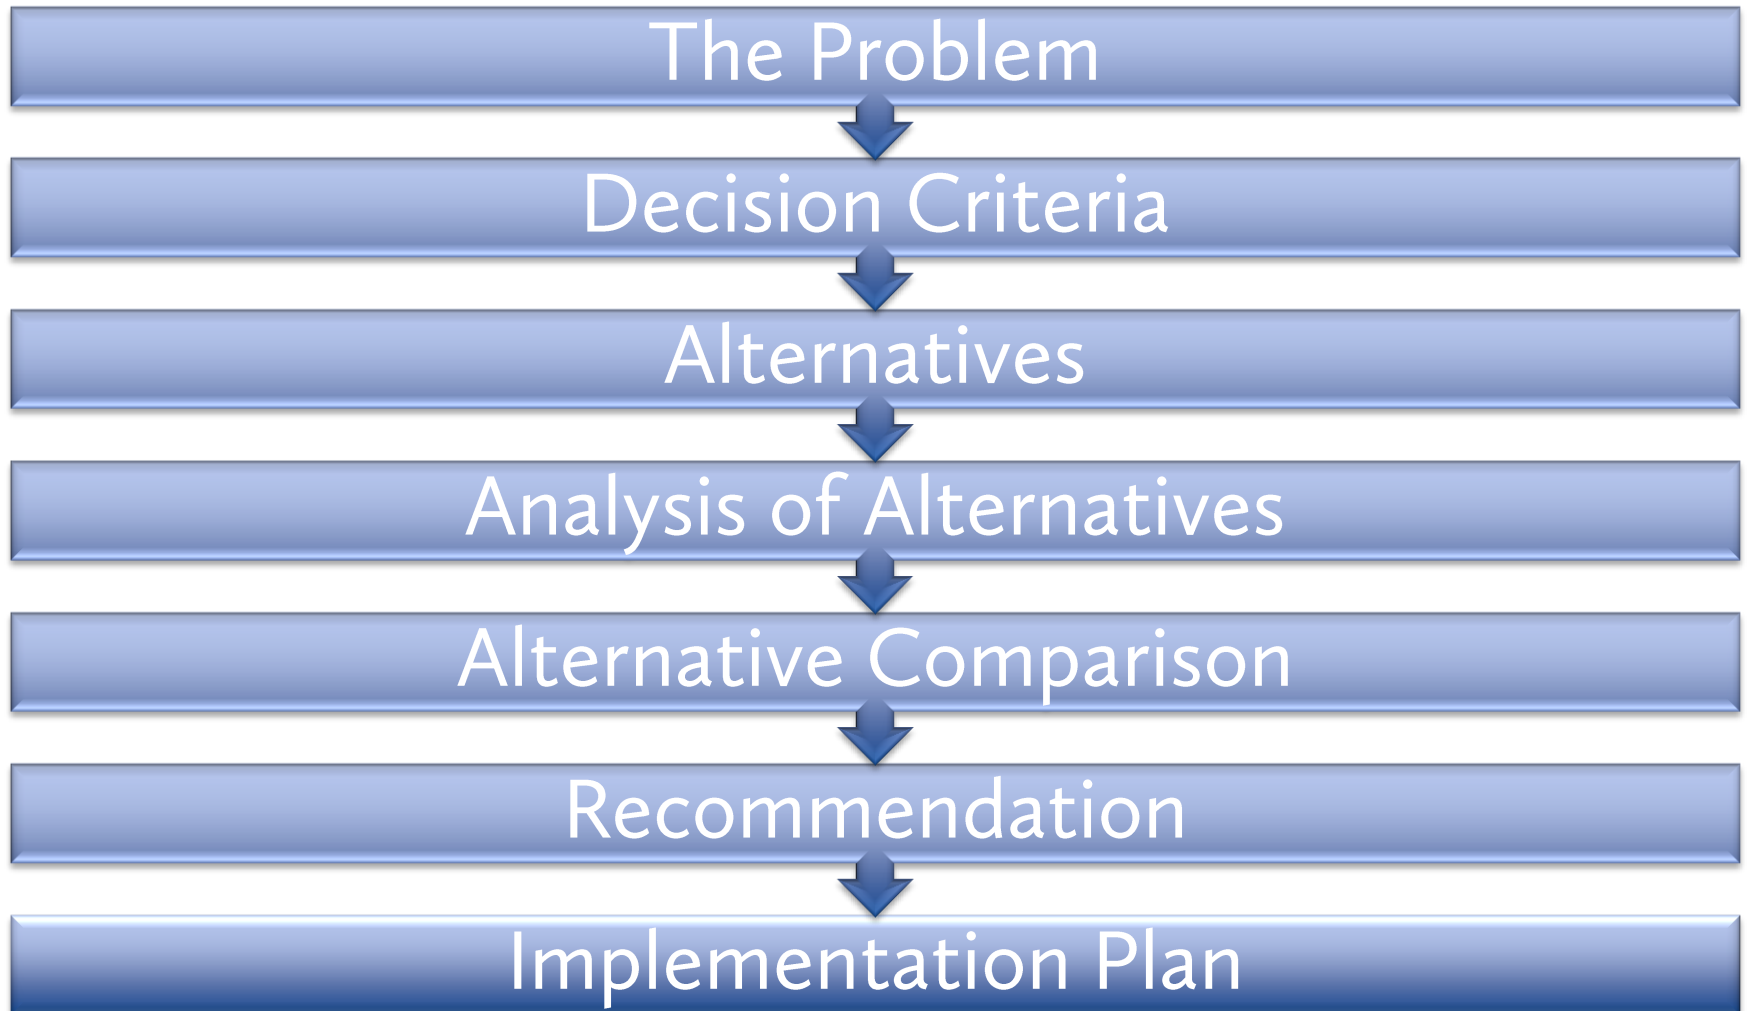 The Problem
Decision Criteria
Alternatives
Analysis of Alternatives
Alternative Comparison
Recommendation
Implementation Plan